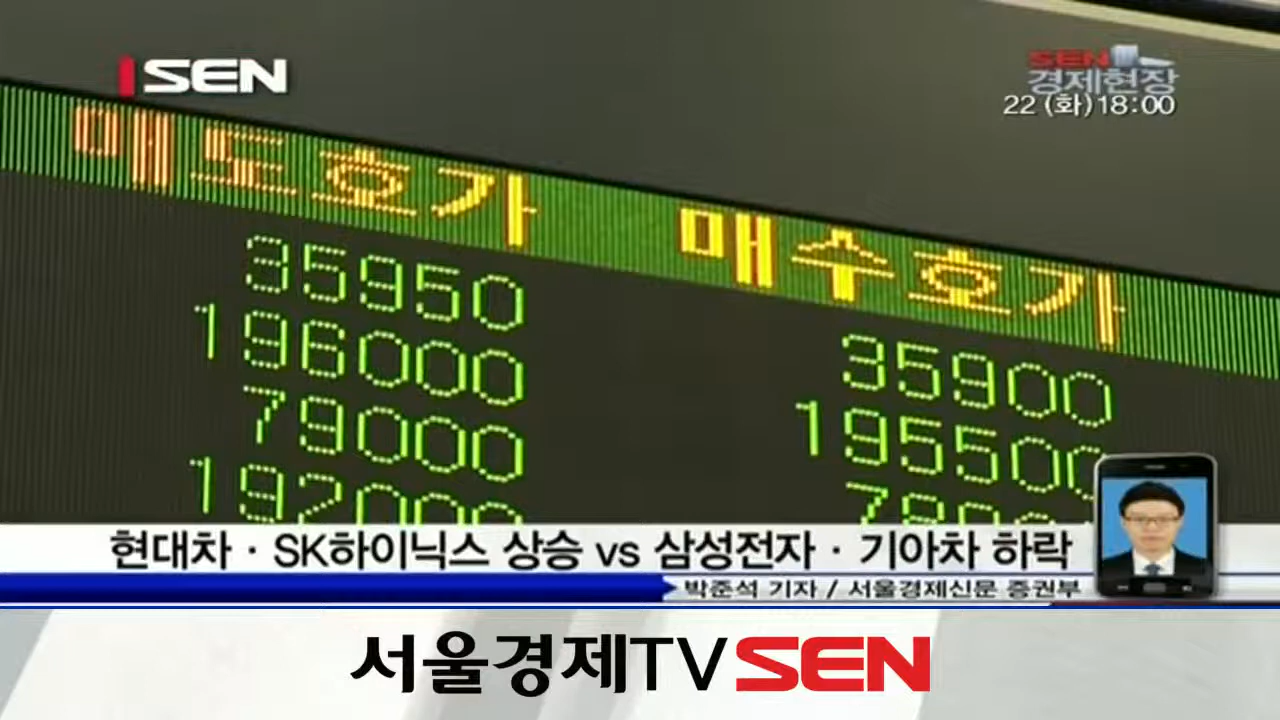 SEN
SEN
경제현장
22 (화) 18:00
매도호가 매수호가
35950 35900
196000 195500
79000
192000
현대차 · SK하이닉스 상승 vs 삼성전자 · 기아차 하락
박준석 기자 / 서울경제신문 증권부
서울경제TV SEN